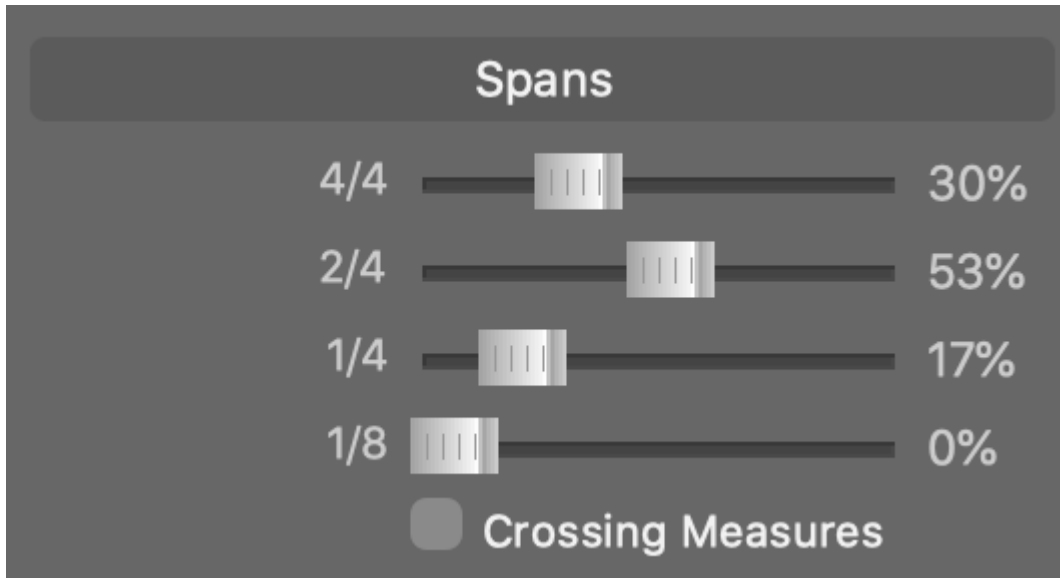 Spans
4/4 30%
2/4 53%
1/4 17%
1/8 0%
Crossing Measures